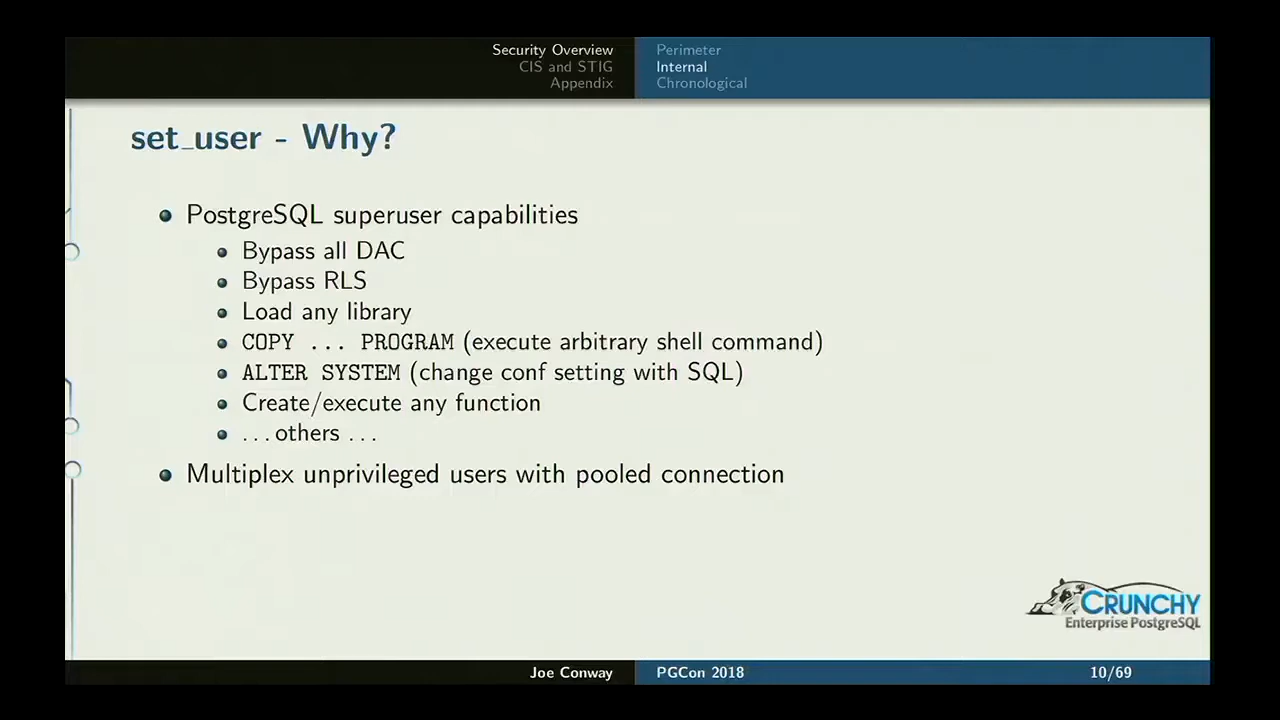 Security Overview
CIS and STIG
Appendix
Perimeter
Internal
Chronological
set_user - Why?
PostgreSQL superuser capabilities
Bypass all DAC
Bypass RLS
Load any library
COPY ... PROGRAM (execute arbitrary shell command)
ALTER SYSTEM (change conf setting with SQL)
Create/execute any function
...others ...
Multiplex unprivileged users with pooled connection
CRUNCHY
Enterprise PostgreSQL
Joe Conway PGCon 2018 10/69